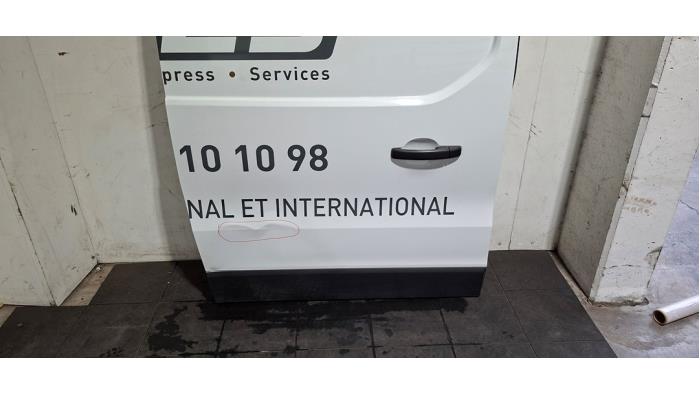 press • Services
10 10 98
NAL ET INTERNATIONAL